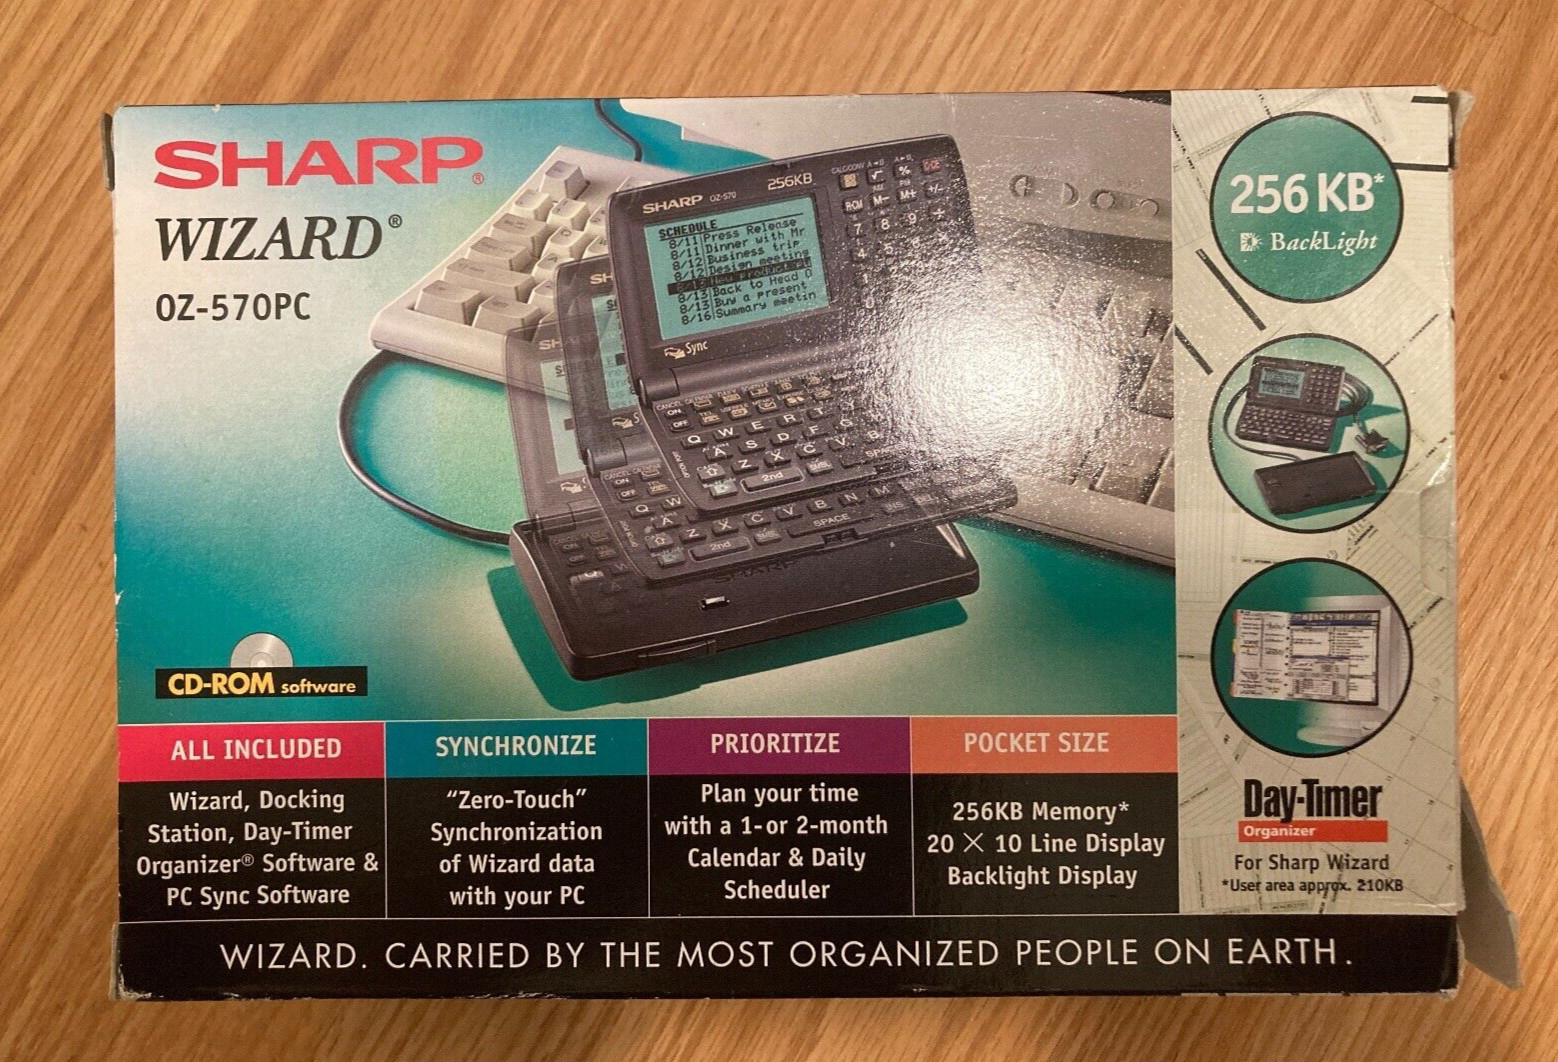 SHARP®
WIZARD®
OZ-570PC
SHARP OZ-570 256KB
SCHEDULE
8/11 Press Release
8/11 Dinner with Mr
8/12 Business trip
8/12 Design meeting
8/13 Back to Head O
8/13 Buy a present
8/16 Summary meetin
Sync
256 KB*
BackLight
CD-ROM software
ALL INCLUDED
Wizard, Docking
Station, Day-Timer
Organizer® Software &
PC Sync Software
SYNCHRONIZE
“Zero-Touch”
Synchronization
of Wizard data
with your PC
PRIORITIZE
Plan your time
with a 1-or 2-month
Calendar & Daily
Scheduler
POCKET SIZE
256KB Memory*
20 X 10 Line Display
Backlight Display
Day-Timer
Organizer
For Sharp Wizard
*User area approx. 210KB
WIZARD. CARRIED BY THE MOST ORGANIZED PEOPLE ON EARTH.